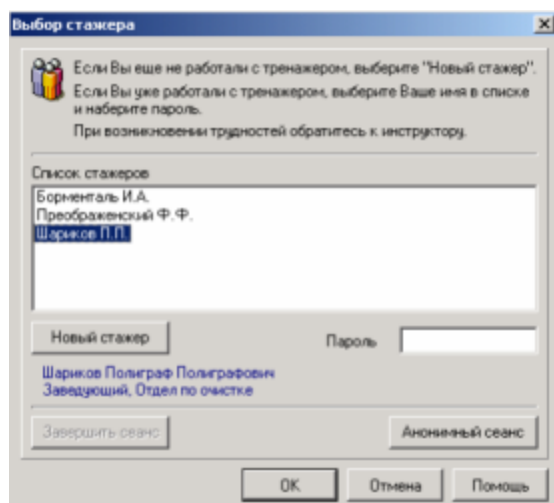 Выбор стажера
Если Вы еще не работали с тренажером, выберите "Новый стажер".
Если Вы уже работали с тренажером, выберите Ваше имя в списке
и наберите пароль.
При возникновении трудностей обратитесь к инструктору.
Список стажеров
Борменталь И.А.
Преображенский Ф.Ф.
Шариков П.П.
Новый стажер
Пароль
Шариков Полиграф Полиграфович
Заведующий, Отдел по очистке
Завершить сеанс
Анонимный сеанс
OK
Отмена
Помощь